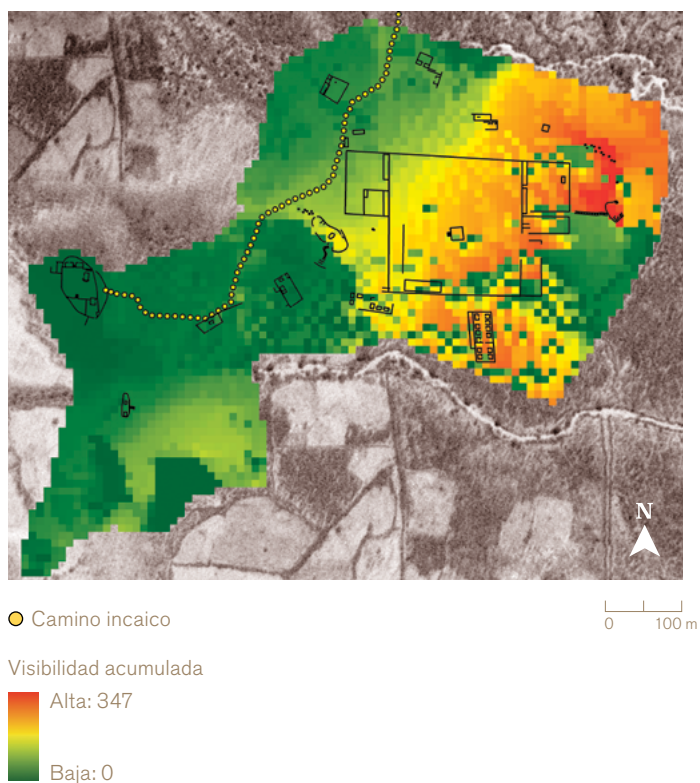 N
Camino incaico
0 100 m
Visibilidad acumulada
Alta: 347
Baja: 0